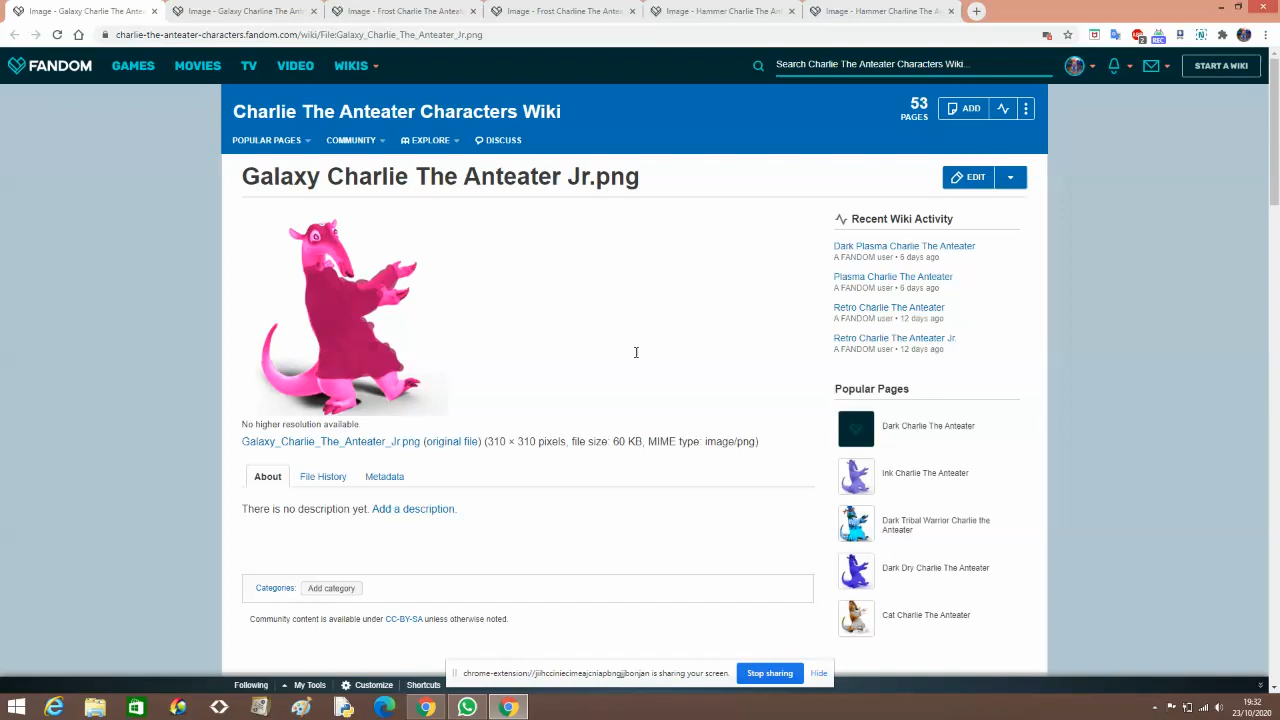 Image - Galaxy Charlie The Anteate
Image - Galaxy Charlie The Anteate
Image - Frost Charlie The Anteater
Image - Frost Charlie The Anteater
Image - Hammer Charlie The Ante
Image - Hammer Charlie The Ante
charlie-the-anteater-characters.fandom.com/wiki/File:Galaxy_Charlie_The_Anteater_Jr.png
FANDOM GAMES MOVIES TV VIDEO WIKIS
Search Charlie The Anteater Characters Wiki...
START A WIKI
Charlie The Anteater Characters Wiki
53
PAGES
ADD
POPULAR PAGES COMMUNITY EXPLORE DISCUSS
Galaxy Charlie The Anteater Jr.png
EDIT
No higher resolution available.
Galaxy_Charlie_The_Anteater_Jr.png (original file) (310 × 310 pixels, file size: 60 KB, MIME type: image/png)
About File History Metadata
There is no description yet. Add a description.
Categories: Add category
Community content is available under CC-BY-SA unless otherwise noted.
Recent Wiki Activity
Dark Plasma Charlie The Anteater
A FANDOM user • 6 days ago
Plasma Charlie The Anteater
A FANDOM user • 6 days ago
Retro Charlie The Anteater
A FANDOM user • 12 days ago
Retro Charlie The Anteater Jr.
A FANDOM user • 12 days ago
Popular Pages
Dark Charlie The Anteater
Ink Charlie The Anteater
Dark Tribal Warrior Charlie the
Anteater
Dark Dry Charlie The Anteater
Cat Charlie The Anteater
chrome-extension://
is sharing your screen.
Stop sharing
Hide
Following My Tools Customize Shortcuts
19:32
23/10/2020